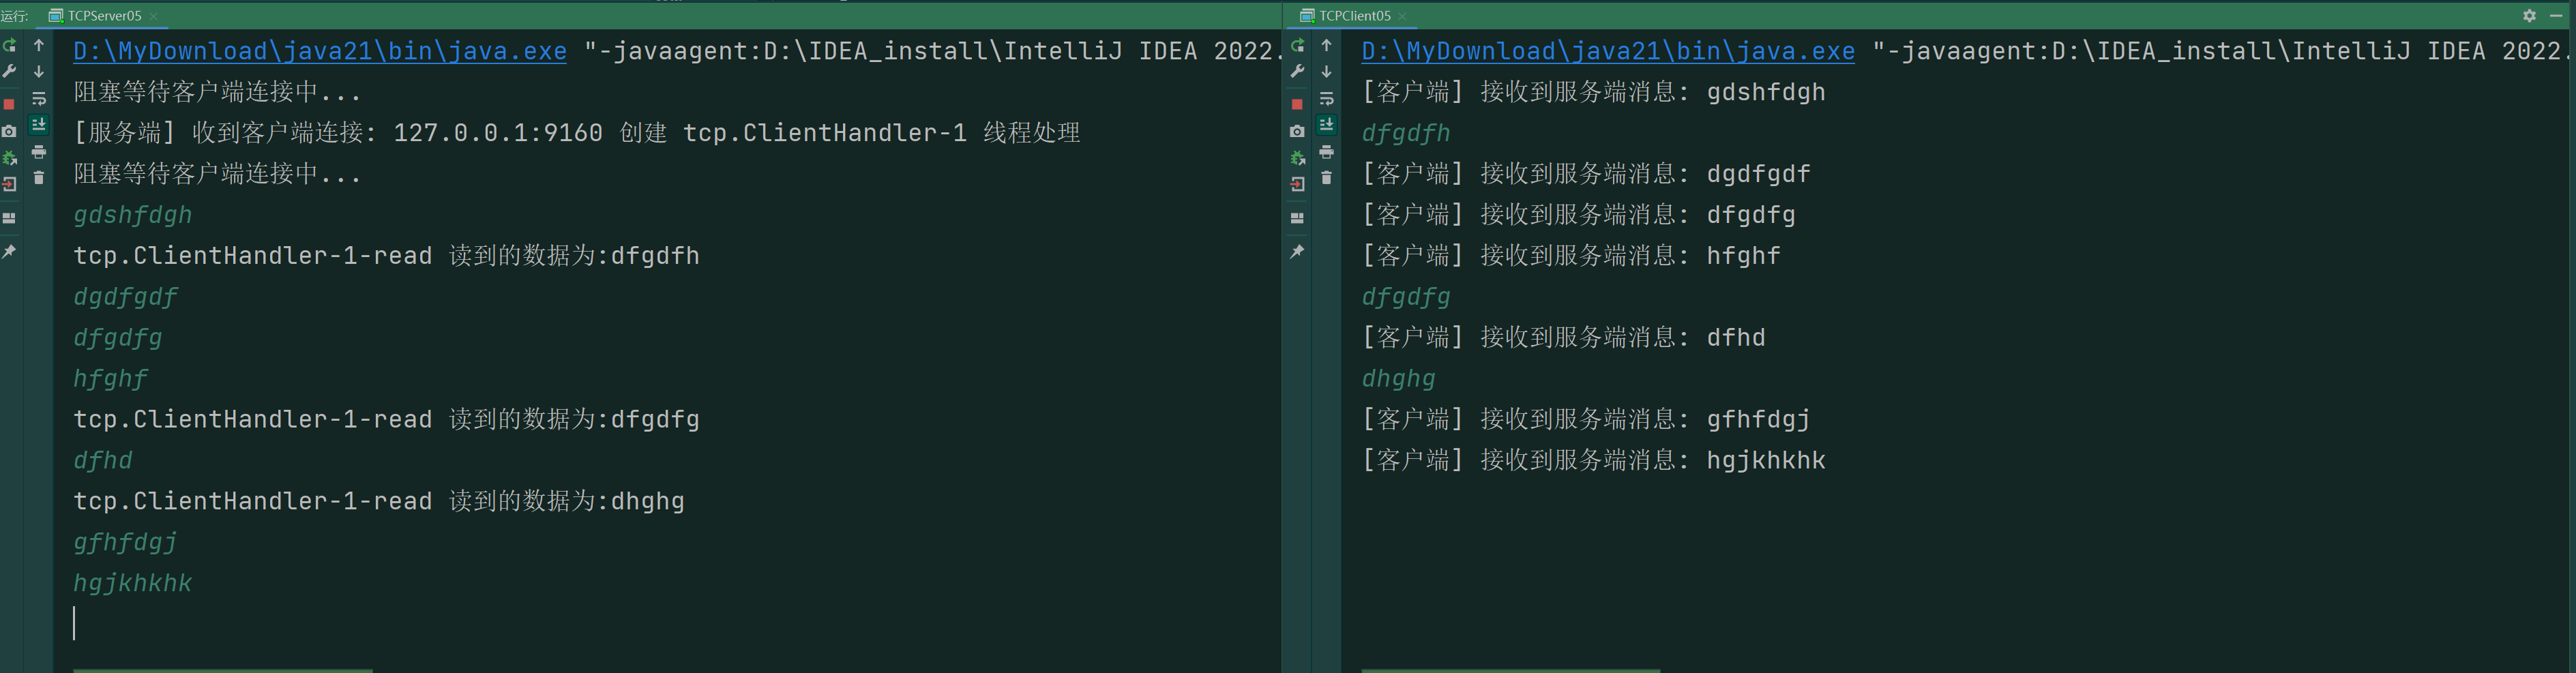 运行:
TCPServer05
D:\MyDownload\java21\bin\java.exe "-javaagent:D:\IDEA_install\IntelliJ IDEA 2022.
阻塞等待客户端连接中...
[服务端] 收到客户端连接: 127.0.0.1:9160 创建 tcp.ClientHandler-1 线程处理
阻塞等待客户端连接中...
gdshfdgh
tcp.ClientHandler-1-read 读到的数据为:dfgdfh
dgdfgdf
dfgdfg
hfghf
tcp.ClientHandler-1-read 读到的数据为:dfgdfg
dfhd
tcp.ClientHandler-1-read 读到的数据为:dhghg
gfhfdgj
hgjkhkhk
TCPClient05
D:\MyDownload\java21\bin\java.exe "-javaagent:D:\IDEA_install\IntelliJ IDEA 2022.
[客户端] 接收到服务端消息: gdshfdgh
dfgdfh
[客户端] 接收到服务端消息: dgdfgdf
[客户端] 接收到服务端消息: dfgdfg
[客户端] 接收到服务端消息: hfghf
dfgdfg
[客户端] 接收到服务端消息: dfhd
dhghg
[客户端] 接收到服务端消息: gfhfdgj
[客户端] 接收到服务端消息: hgjkhkhk